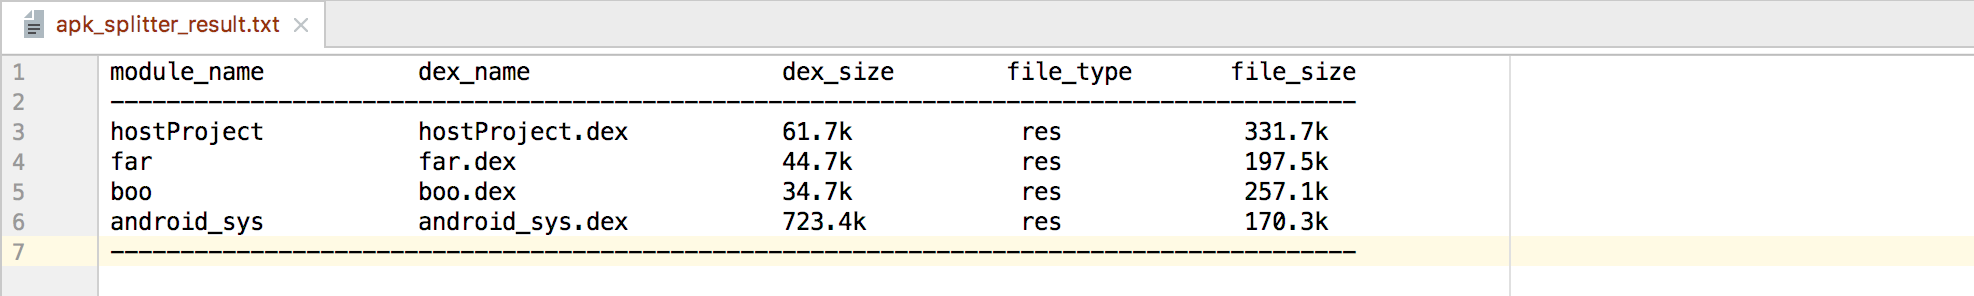 apk_splitter_result.txt
1 module_name dex_name dex_size file_type file_size
2 -----------------------------------------------------------------------------------------
3 hostProject hostProject.dex 61.7k res 331.7k
4 far far.dex 44.7k res 197.5k
5 boo boo.dex 34.7k res 257.1k
6 android_sys android_sys.dex 723.4k res 170.3k
7 -----------------------------------------------------------------------------------------